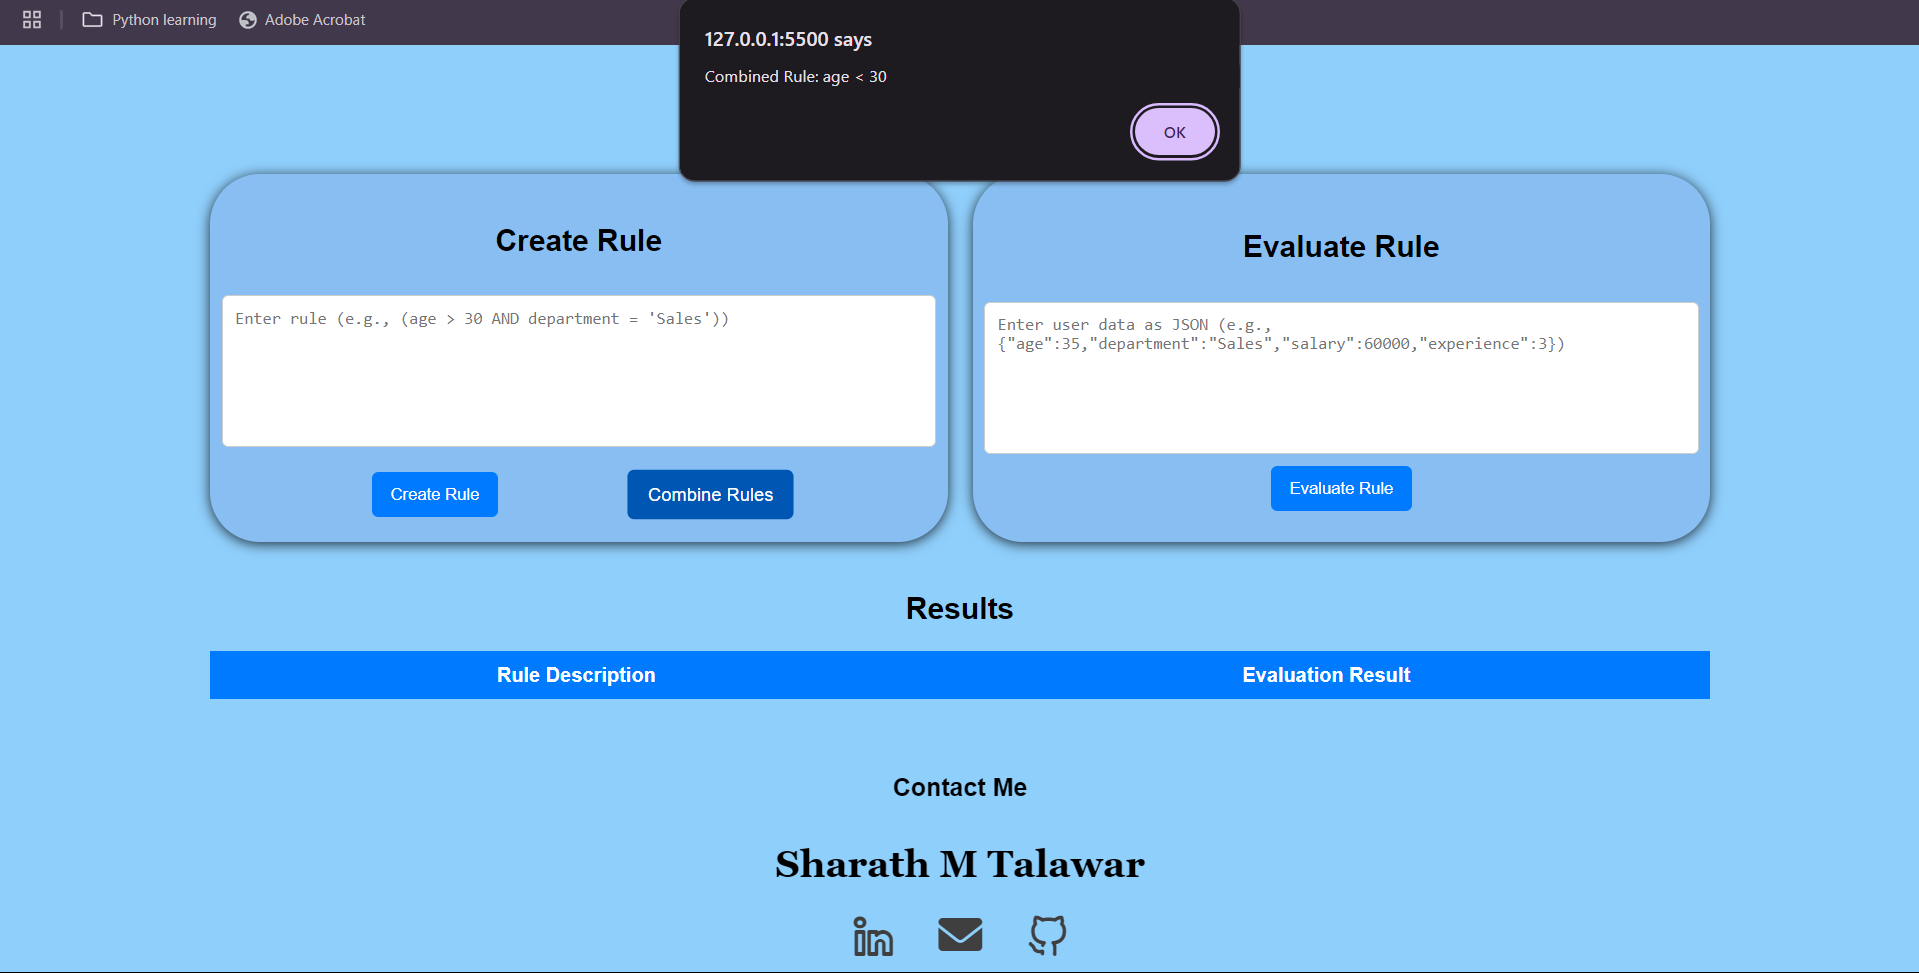 Python learning
Adobe Acrobat
127.0.0.1:5500 says
Combined Rule: age < 30
OK
Create Rule
Enter rule (e.g., (age > 30 AND department = 'Sales'))
Create Rule
Combine Rules
Evaluate Rule
Enter user data as JSON (e.g.,
{"age":35,"department":"Sales","salary":60000,"experience":3})
Evaluate Rule
Results
Rule Description
Evaluation Result
Contact Me
Sharath M Talawar
in